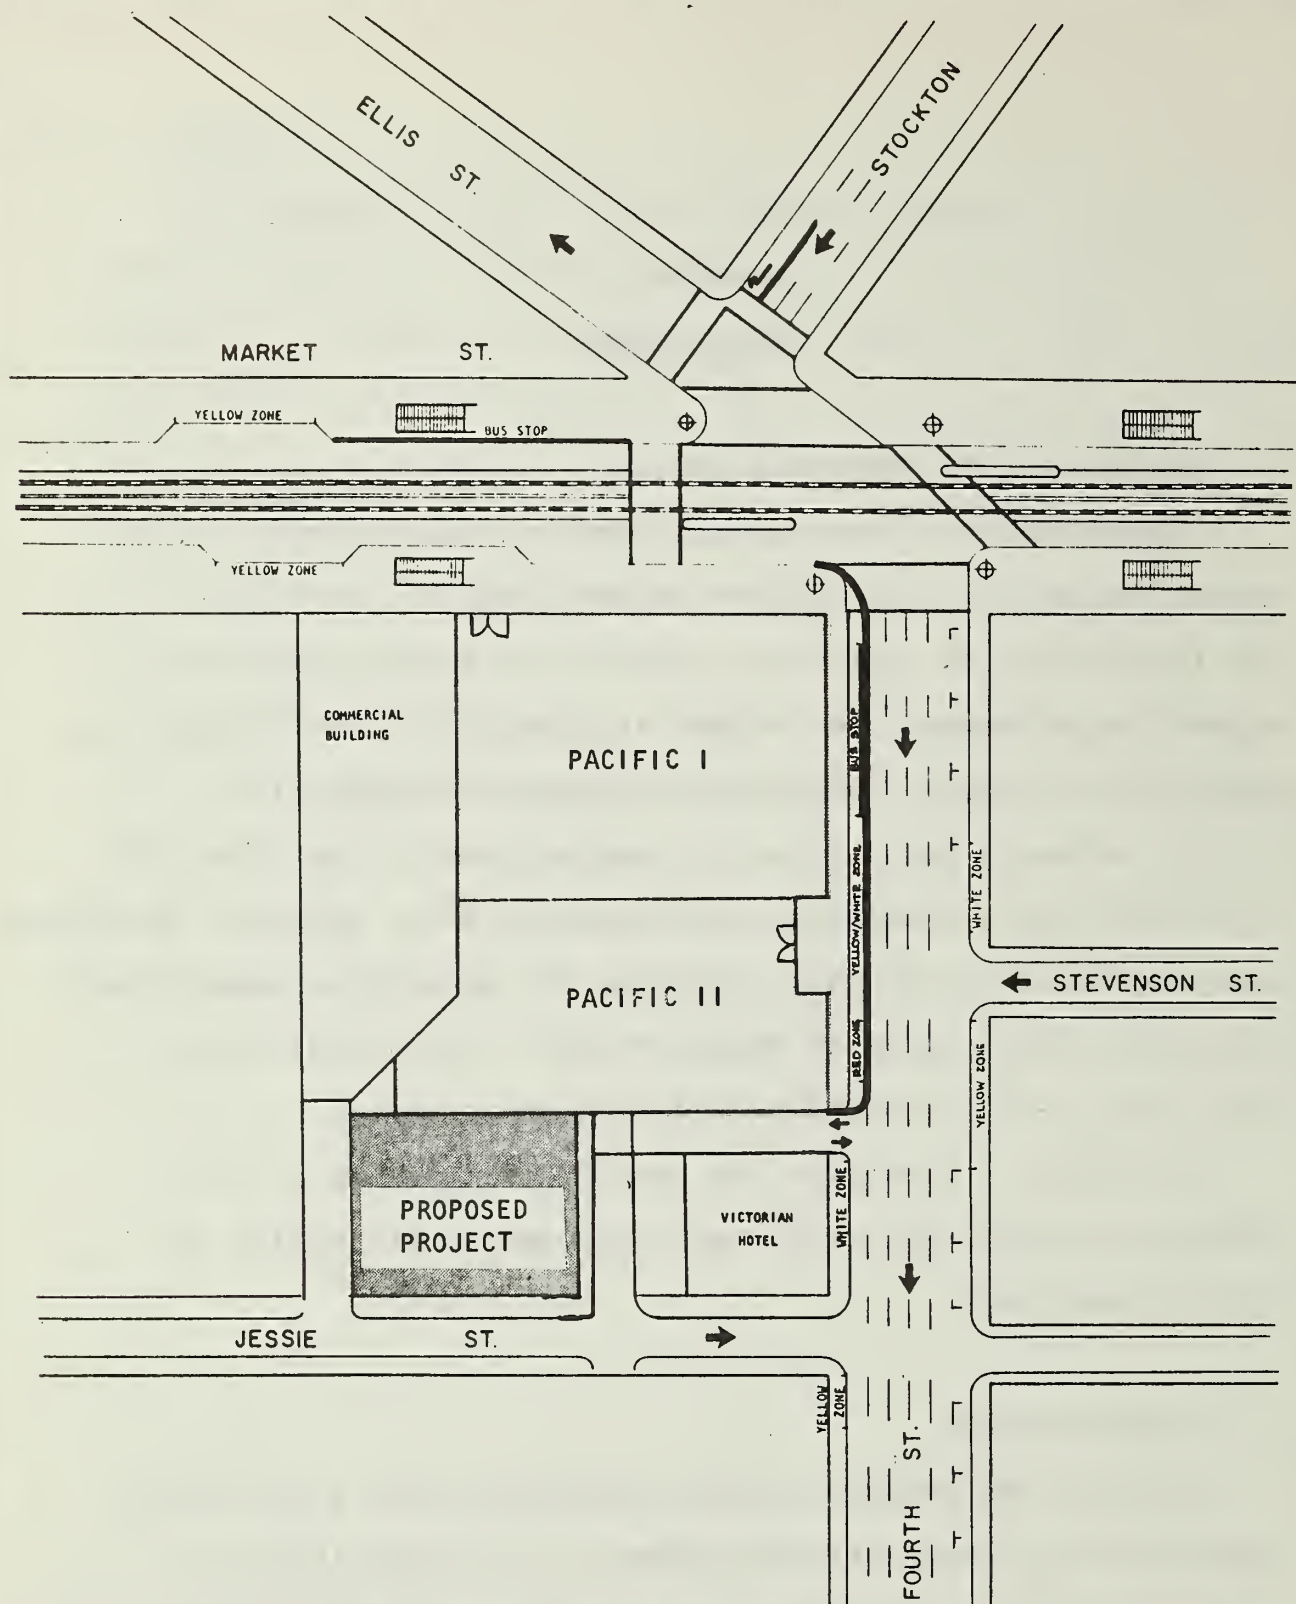 ELLIS ST.
STOCKTON
MARKET ST.
YELLOW ZONE
BUS STOP
YELLOW ZONE
COMMERCIAL
BUILDING
PACIFIC I
BUS STOP
YELLOW/WHITE ZONE
WHITE ZONE
STEVENSON ST.
PACIFIC II
RED ZONE
YELLOW ZONE
PROPOSED
PROJECT
VICTORIAN
HOTEL
WHITE ZONE
JESSIE ST.
YELLOW
ZONE
FOURTH ST.